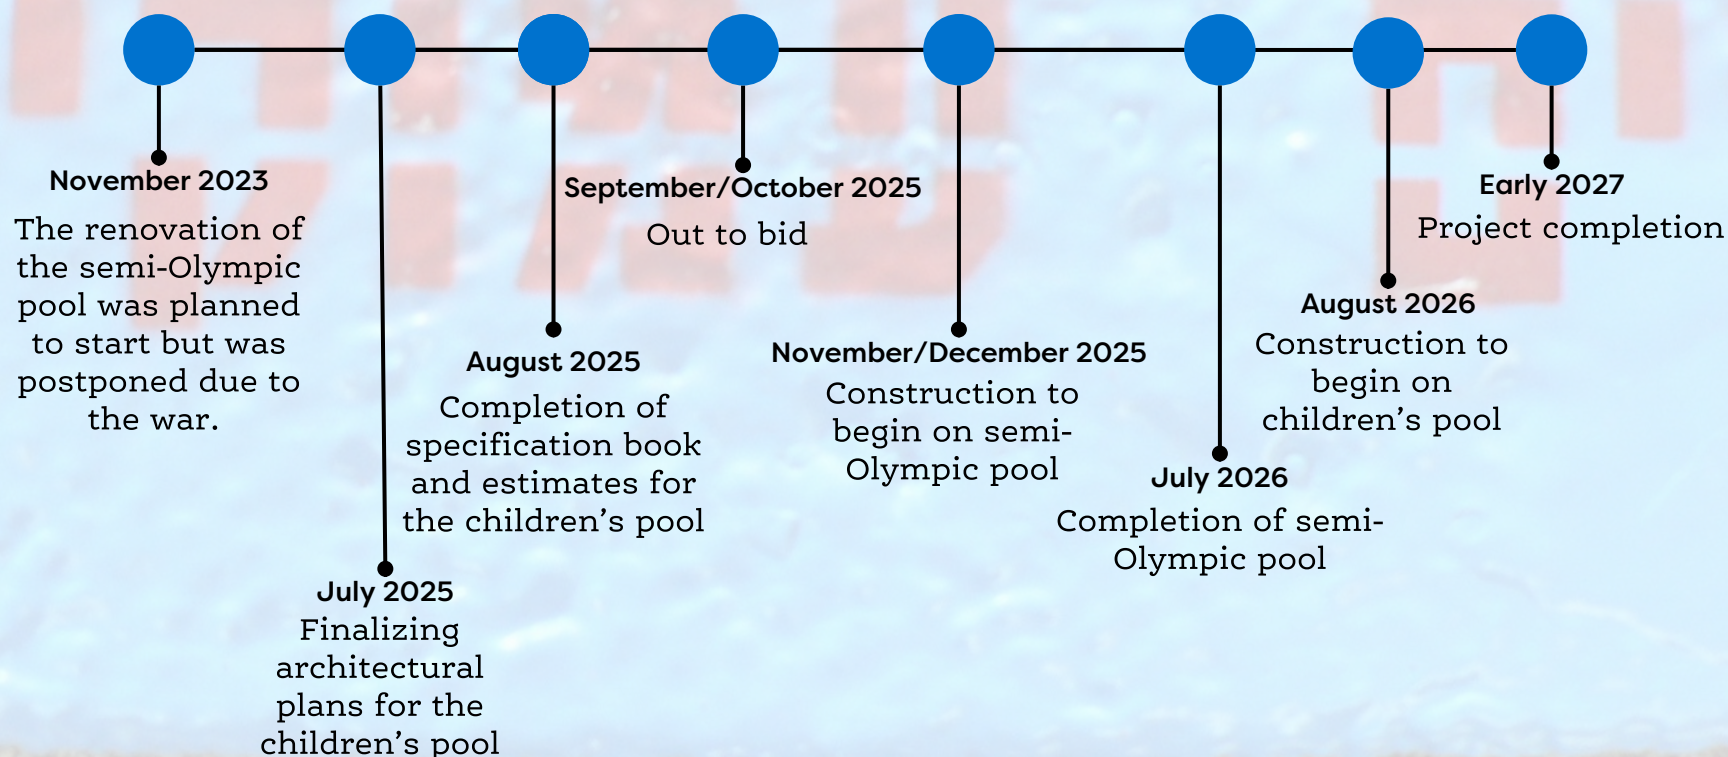 November 2023
The renovation of
the semi-Olympic
pool was planned
to start but was
postponed due to
the war.
July 2025
Finalizing
architectural
plans for the
children’s pool
August 2025
Completion of
specification book
and estimates for
the children’s pool
September/October 2025
Out to bid
November/December 2025
Construction to
begin on semi-
Olympic pool
July 2026
Completion of semi-
Olympic pool
August 2026
Construction to
begin on
children’s pool
Early 2027
Project completion